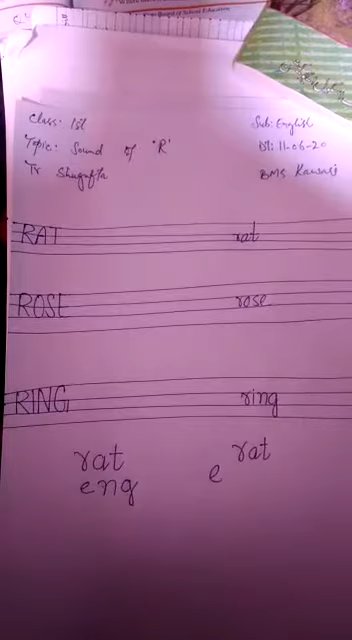 Class: 1st Sub: English
Topic: Sound of 'R' Dt: 11-06-20
Tr Shugufta BMS
RAT rat
ROSE rose
RING ring
rat rat
eng e